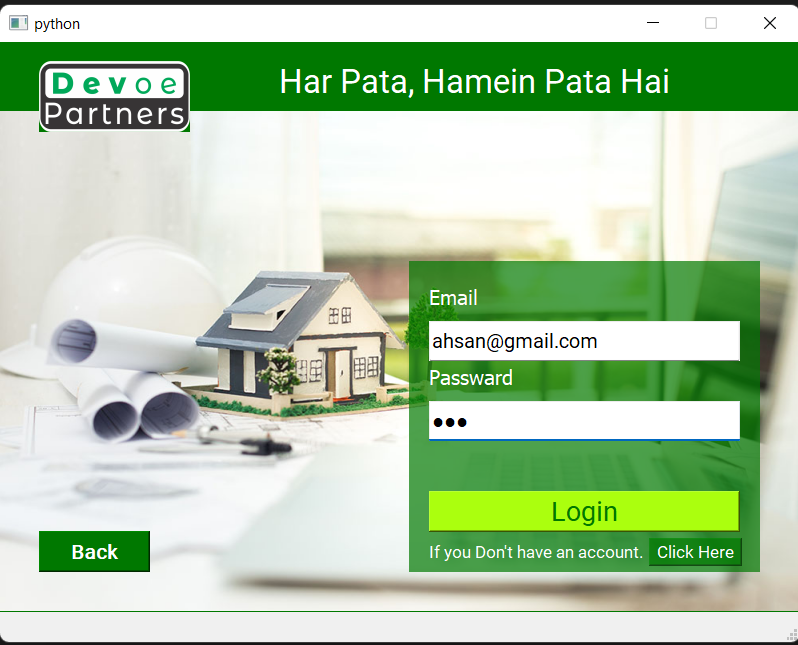 python
Devoe
Partners
Har Pata, Hamein Pata Hai
Email
ahsan@gmail.com
Passward
●●●
Login
If you Don't have an account. Click Here
Back